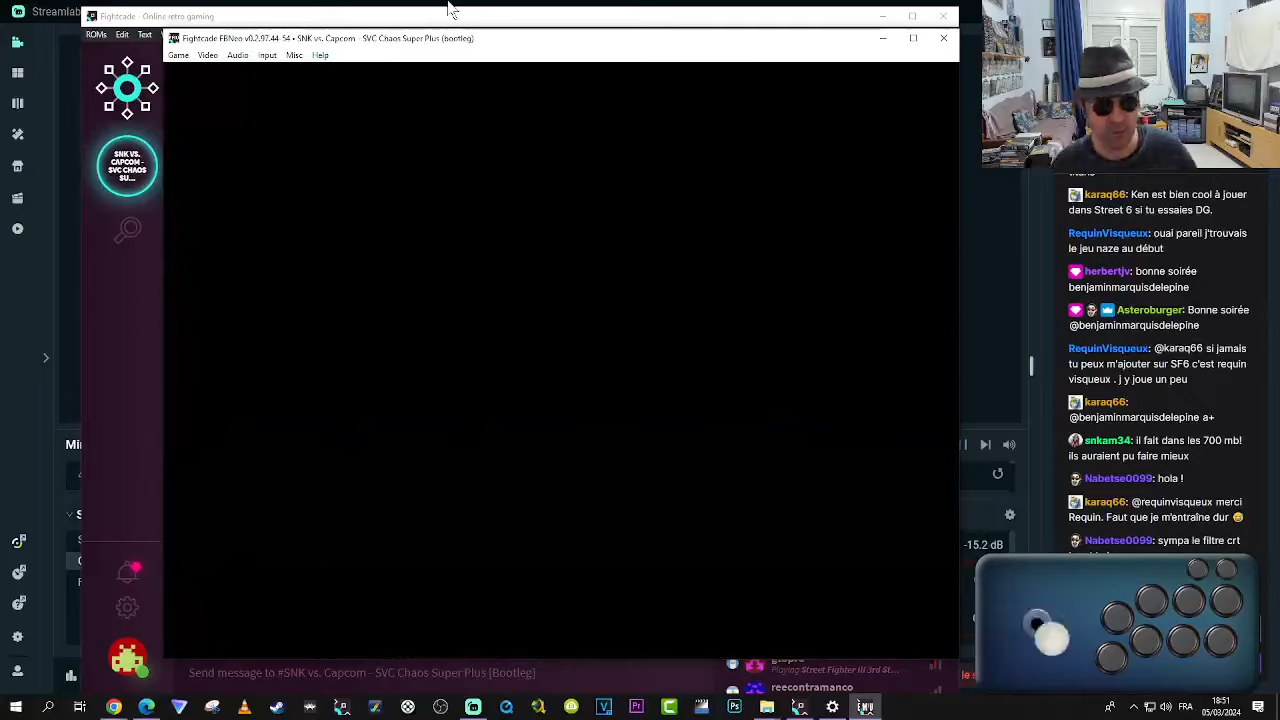 Streamlabs
Fightcade - Online retro gaming
ROMs Edit Text
Fightcade FBNeo v0.2.97.44-54 • SNK vs. Capcom - SVC Chaos Super Plus (bootleg)
Game Video Audio Input Misc Help
SNK VS.
CAPCOM -
SVC CHAOS
SU...
karaq66: Ken est bien cool à jouer
dans Street 6 si tu essaies DG.
RequinVisqueux: ouai pareil j'trouvais
le jeu naze au début
herbertjv: bonne soirée
benjaminmarquisdelepine
Asteroburger: Bonne soirée
@benjaminmarquisdelepine
RequinVisqueux: @karaq66 si jamais
tu peux m'ajouter sur SF6 c'est requin
visqueux . j y joue un peu
karaq66:
@benjaminmarquisdelepine a+
snkam34: il fait dans les 700 mb!
ils auraient pu faire mieux
Nabetse0099: hola !
karaq66: @requinvisqueux merci
Requin. Faut que je m'entraîne dur 😅
Nabetse0099: sympa le filtre crt
-15.2 dB
Send message to #SNK vs. Capcom - SVC Chaos Super Plus [Bootleg]
Playing Street Fighter III 3rd St...
reecontramanco
18:51
05/03/2024